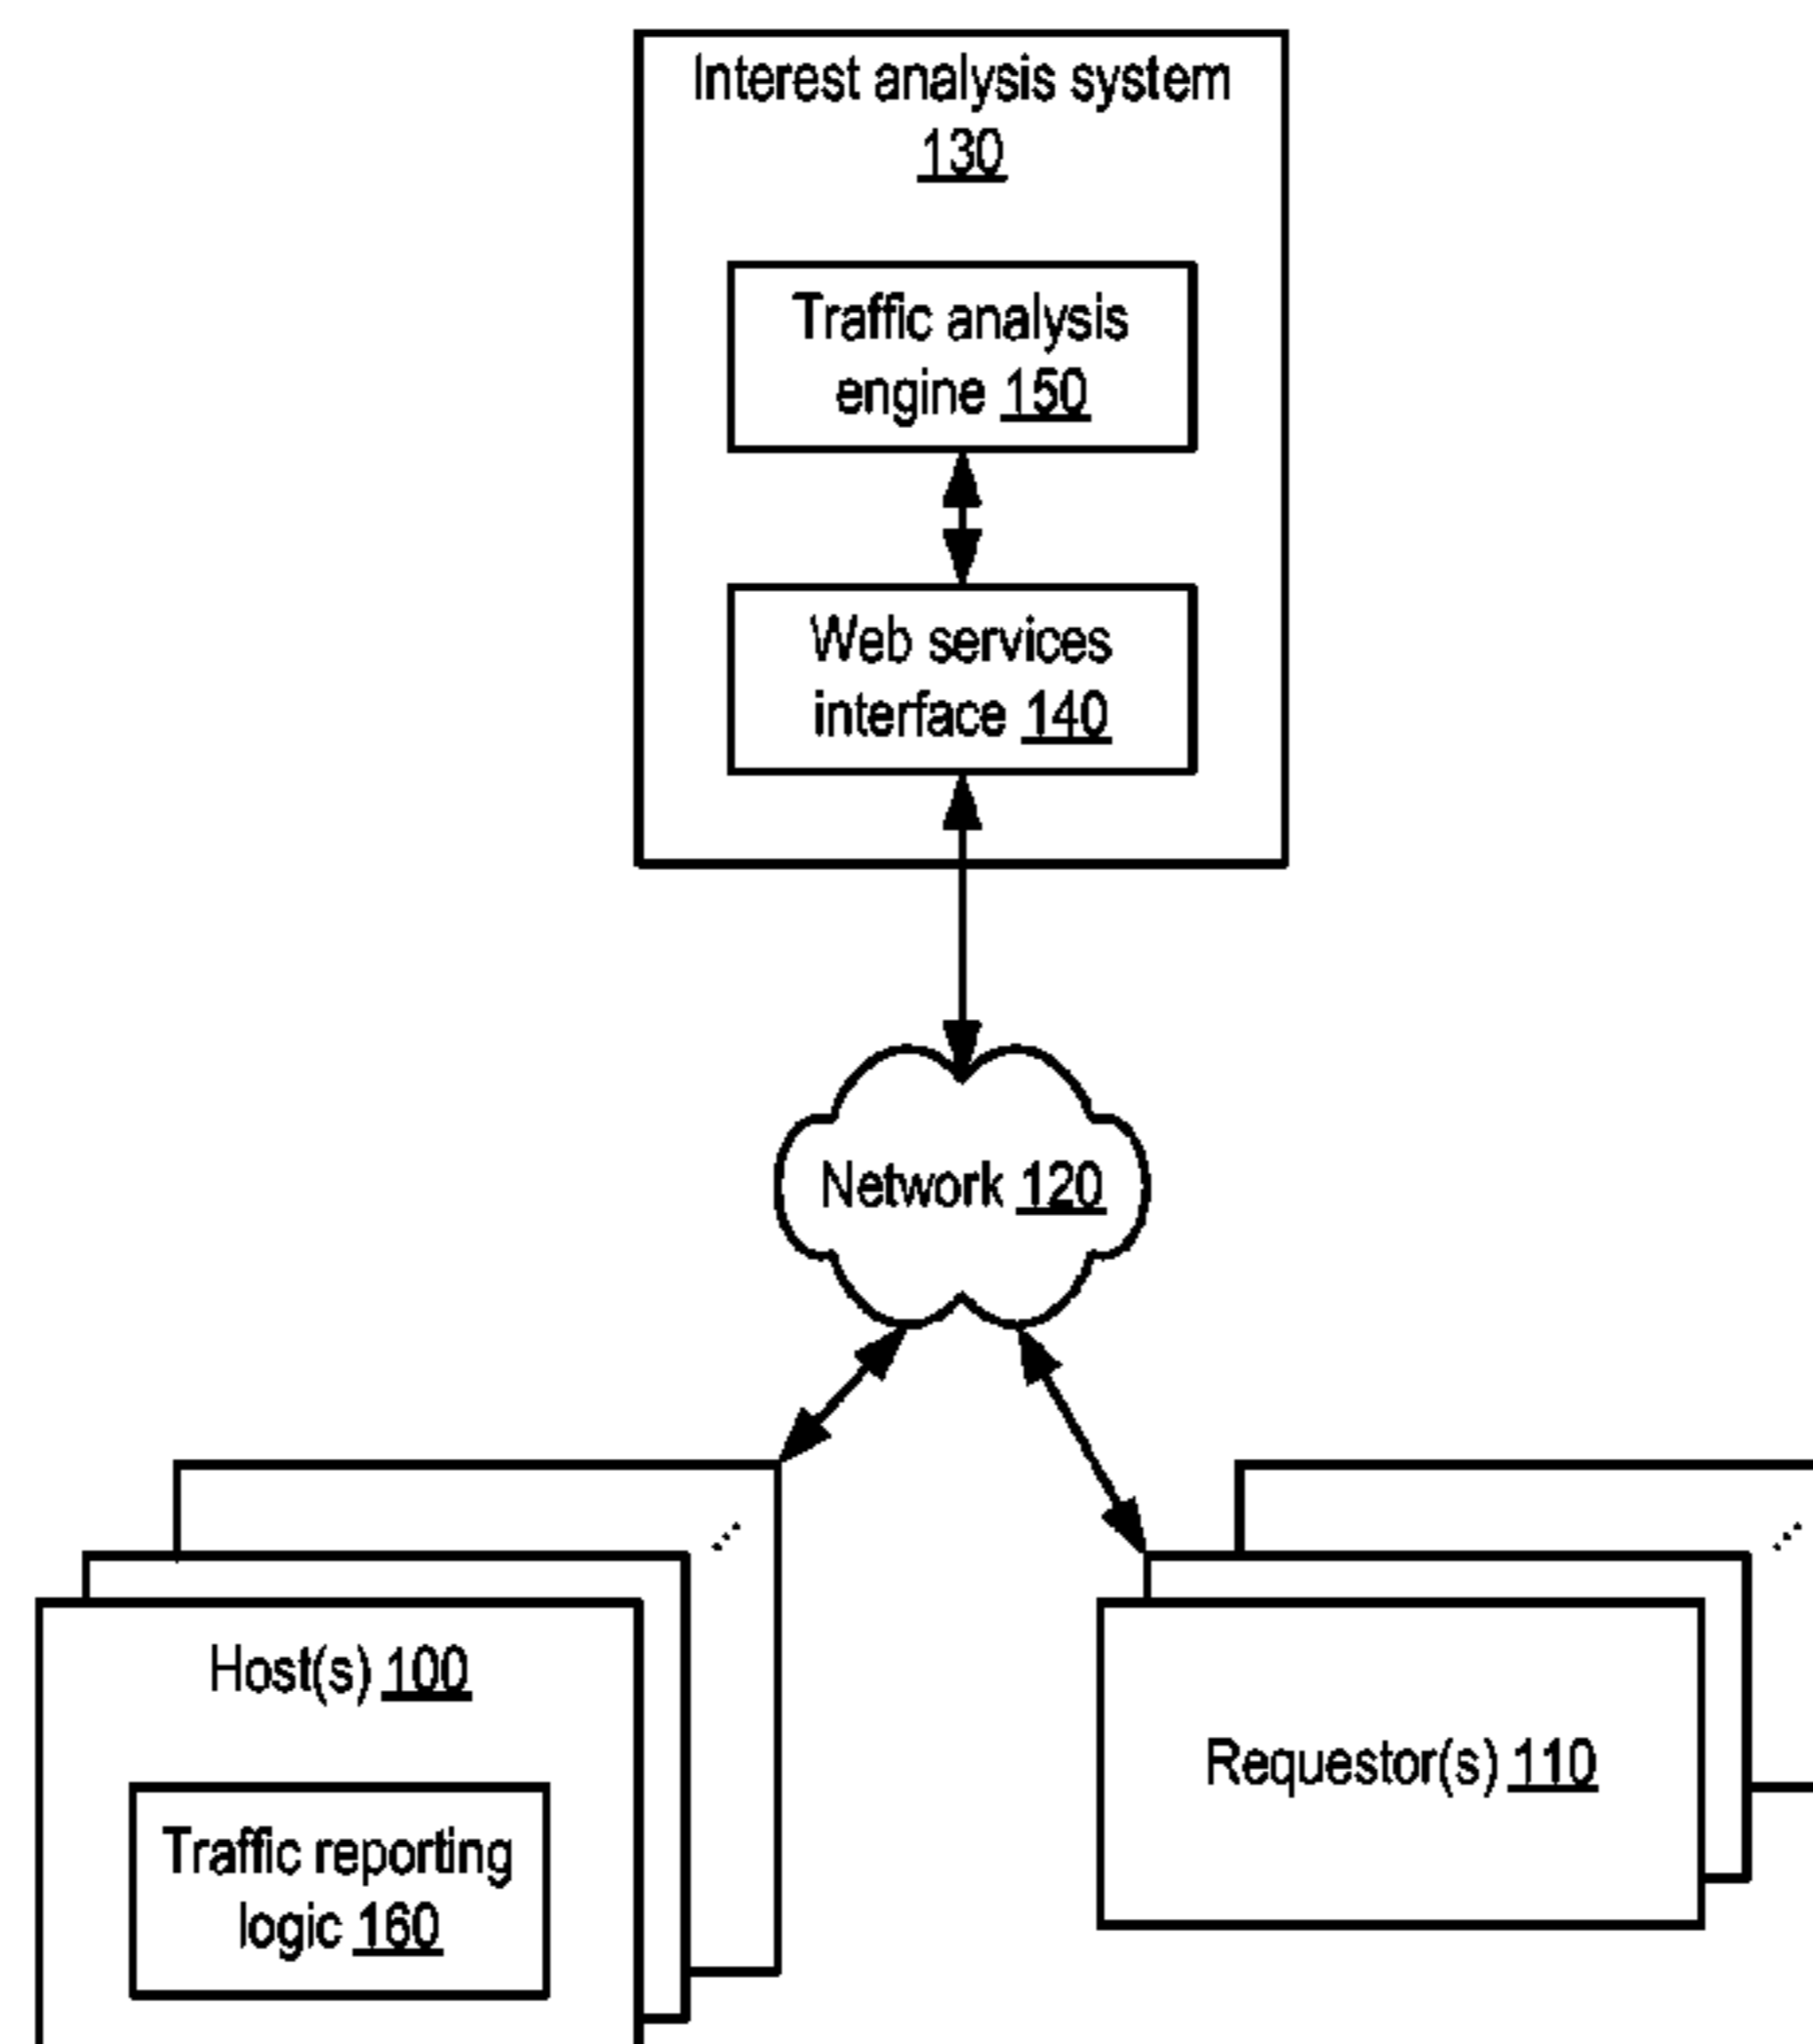 Interest analysis system
130
Traffic analysis
engine 150
Web services
interface 140
Network 120
Host(s) 100
Traffic reporting
logic 160
Requestor(s) 110